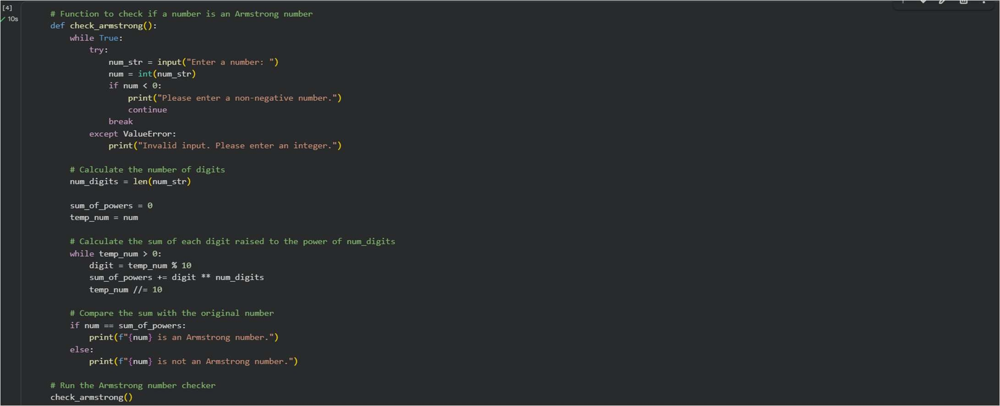 [4]
✓ 10s
# Function to check if a number is an Armstrong number
def check_armstrong():
    while True:
        try:
            num_str = input("Enter a number: ")
            num = int(num_str)
            if num < 0:
                print("Please enter a non-negative number.")
                continue
            break
        except ValueError:
            print("Invalid input. Please enter an integer.")

    # Calculate the number of digits
    num_digits = len(num_str)

    sum_of_powers = 0
    temp_num = num

    # Calculate the sum of each digit raised to the power of num_digits
    while temp_num > 0:
        digit = temp_num % 10
        sum_of_powers += digit ** num_digits
        temp_num //= 10

    # Compare the sum with the original number
    if num == sum_of_powers:
        print(f"{num} is an Armstrong number.")
    else:
        print(f"{num} is not an Armstrong number.")

# Run the Armstrong number checker
check_armstrong()